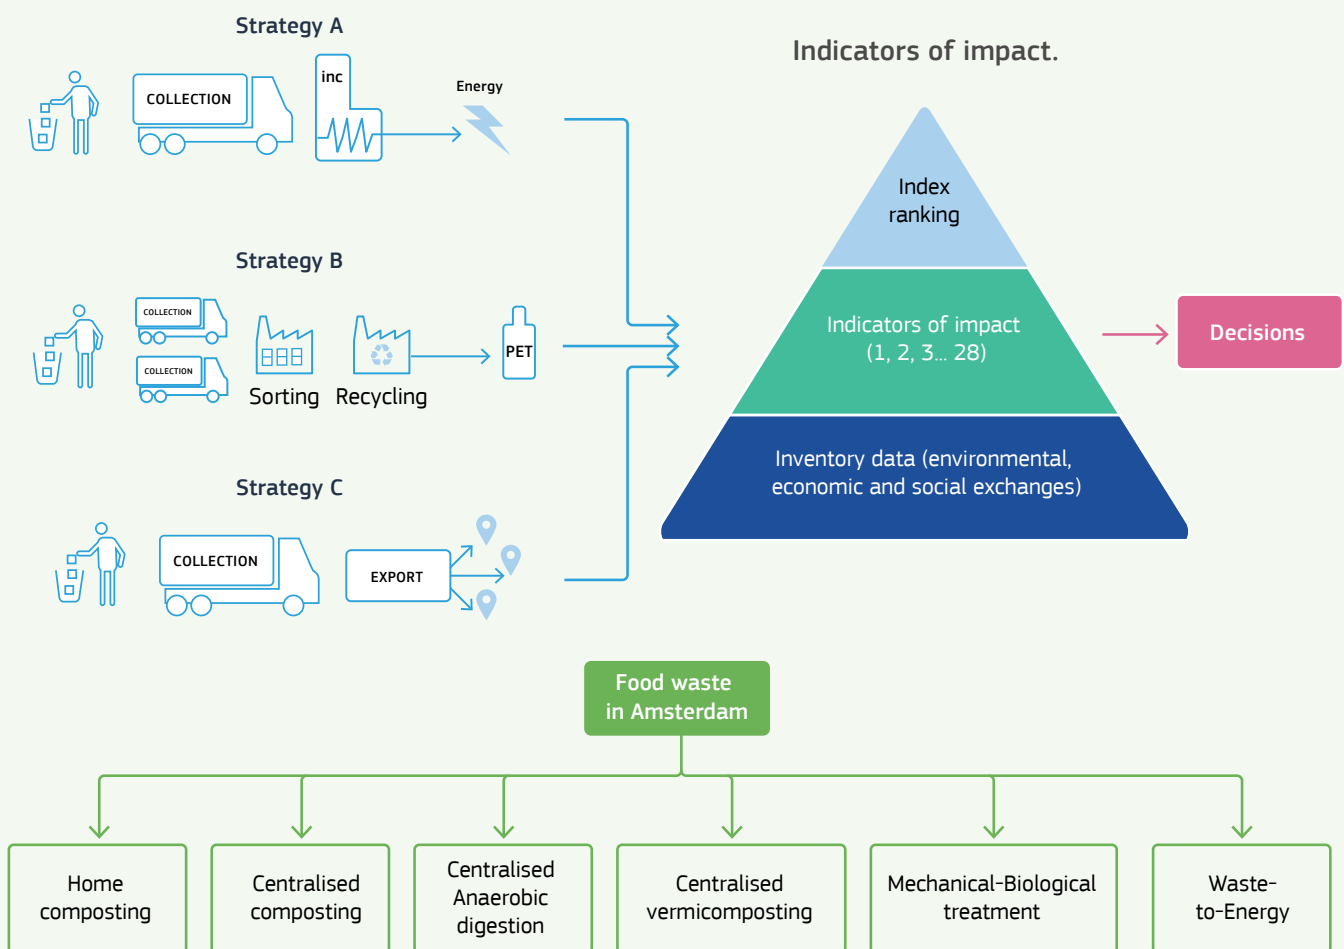 Strategy A
COLLECTION
inc
Energy
Strategy B
COLLECTION
COLLECTION
Sorting
Recycling
PET
Strategy C
COLLECTION
EXPORT
Indicators of impact.
Index
ranking
Indicators of impact
(1, 2, 3... 28)
Inventory data (environmental,
economic and social exchanges)
Decisions
Food waste
in Amsterdam
Home
composting
Centralised
composting
Centralised
Anaerobic
digestion
Centralised
vermicomposting
Mechanical-Biological
treatment
Waste-
to-Energy